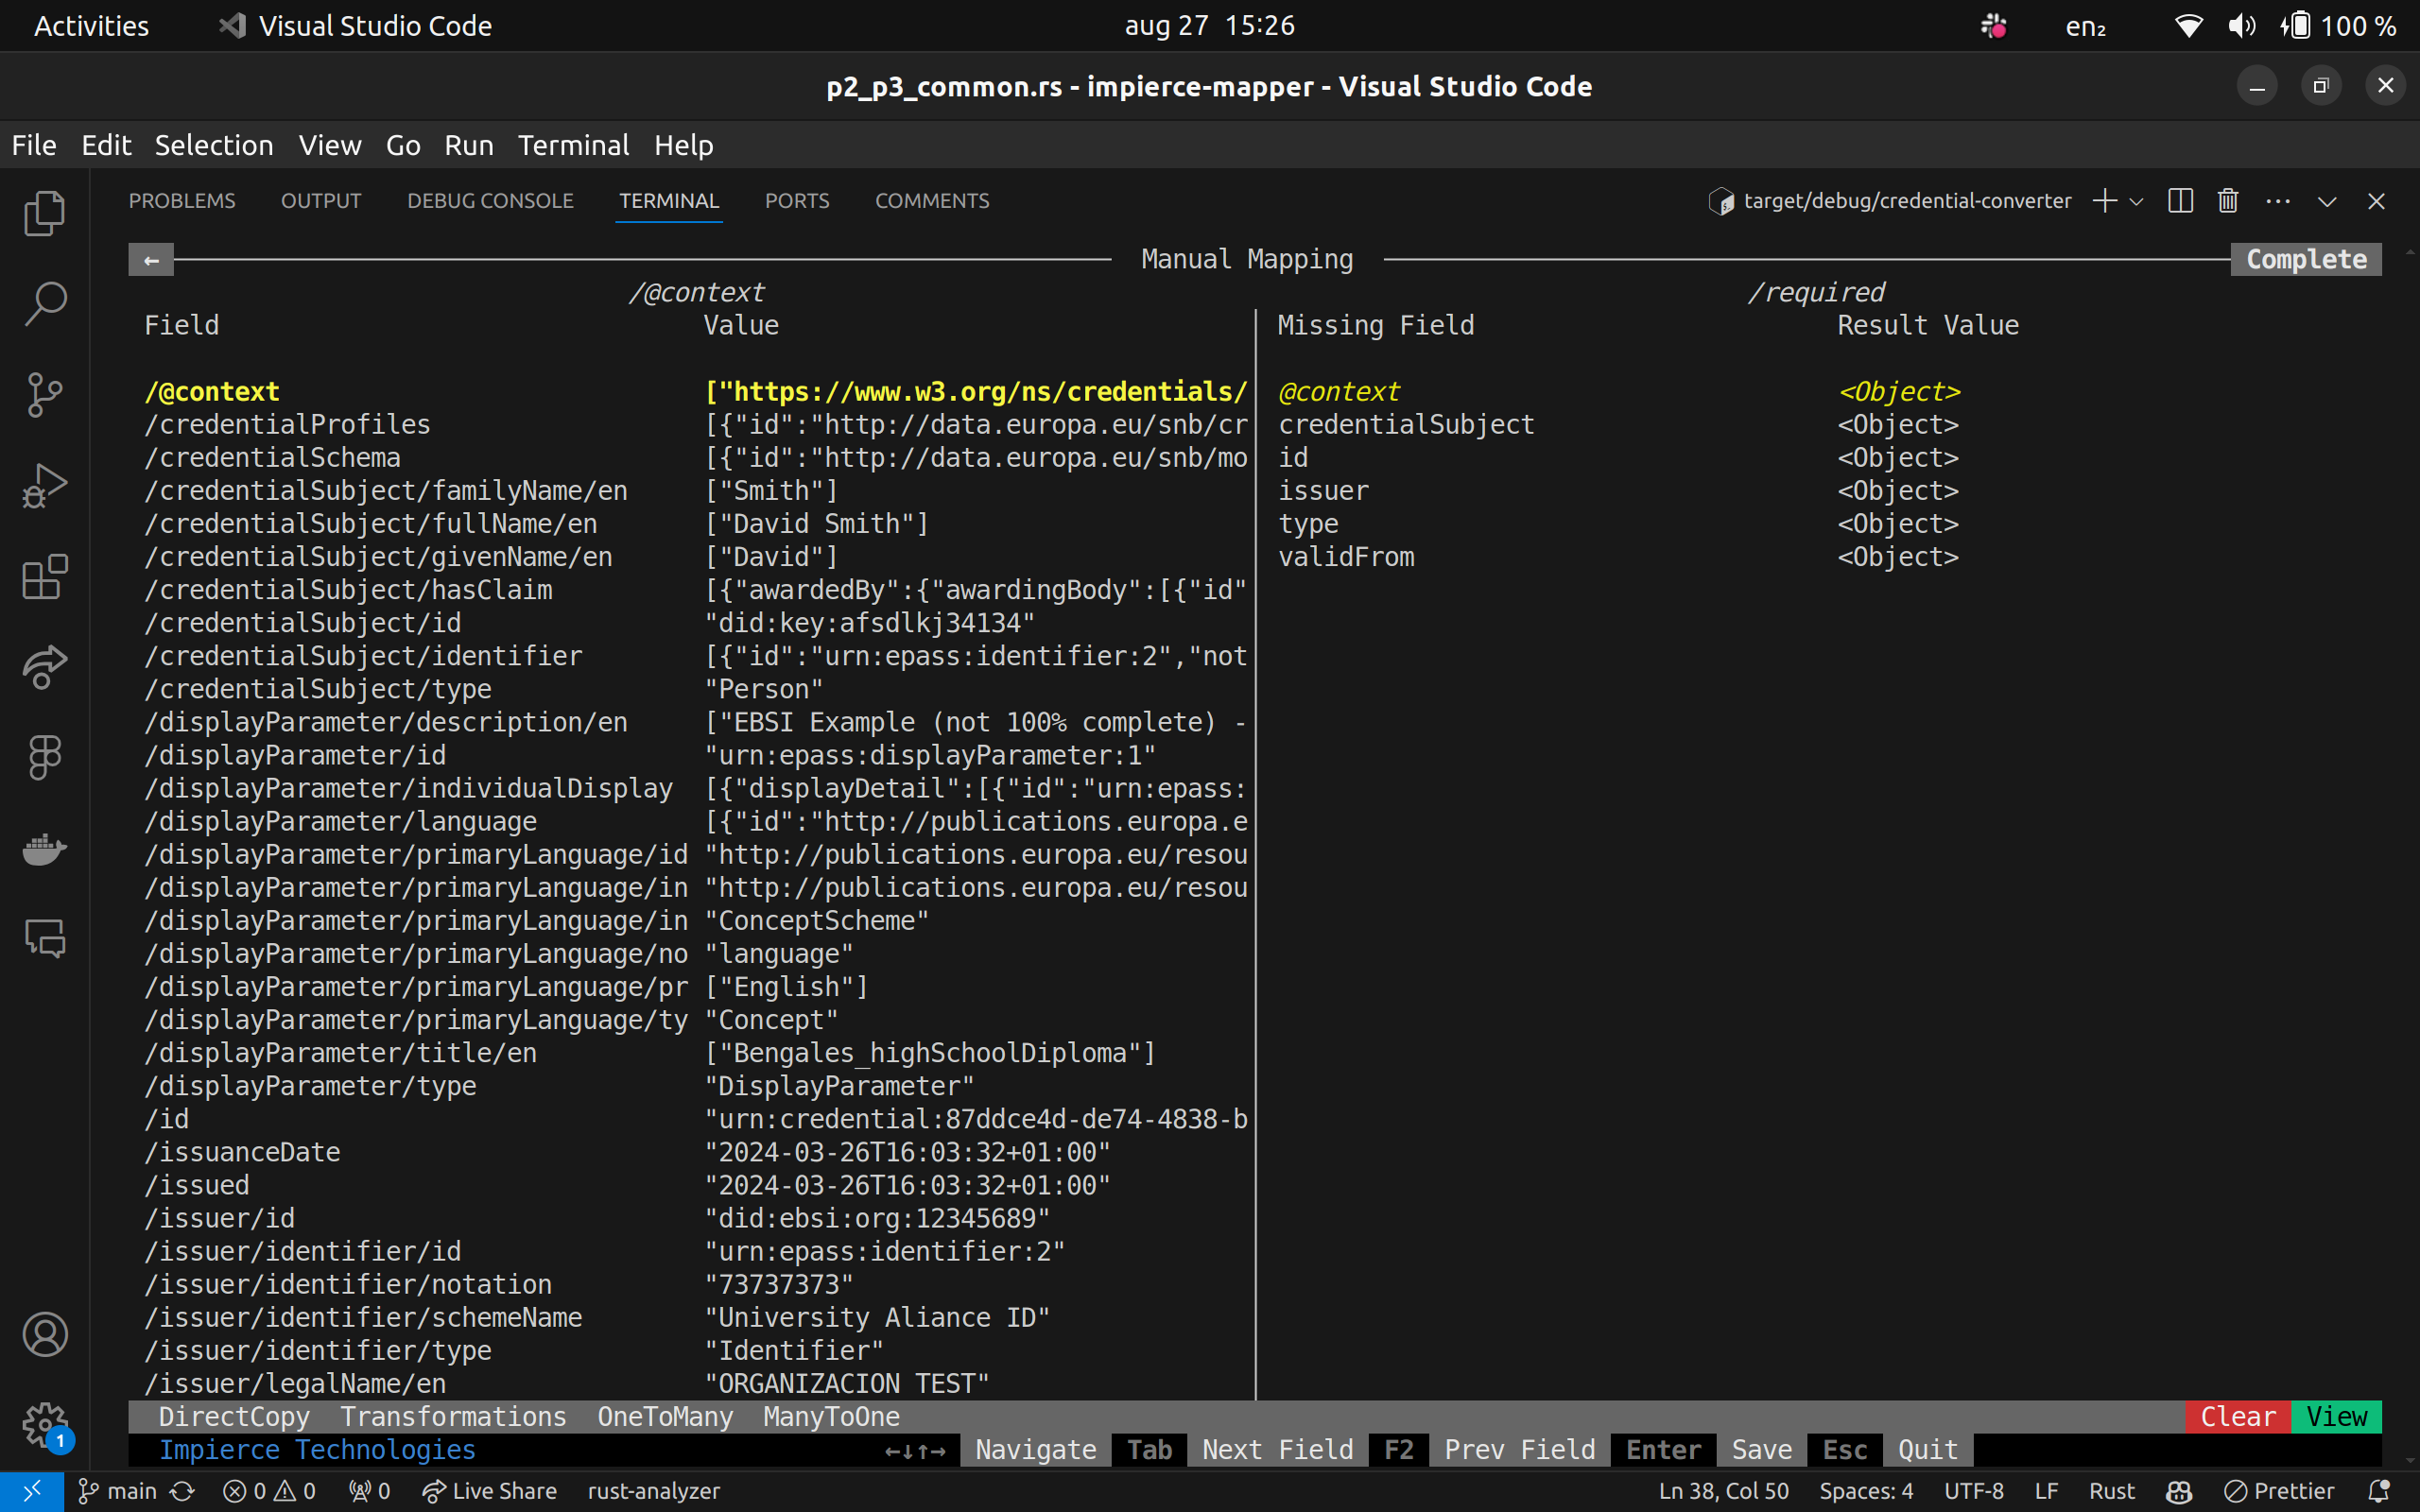 Activities Visual Studio Code aug 27 15:26 en₂ 100 %
p2_p3_common.rs - impierce-mapper - Visual Studio Code
File Edit Selection View Go Run Terminal Help
PROBLEMS OUTPUT DEBUG CONSOLE TERMINAL PORTS COMMENTS target/debug/credential-converter
← Manual Mapping Complete
/@context /required
Field Value Missing Field Result Value
/@context ["https://www.w3.org/ns/credentials/ @context <Object>
/credentialProfiles [{"id":"http://data.europa.eu/snb/cr credentialSubject <Object>
/credentialSchema [{"id":"http://data.europa.eu/snb/mo id <Object>
/credentialSubject/familyName/en ["Smith"] issuer <Object>
/credentialSubject/fullName/en ["David Smith"] type <Object>
/credentialSubject/givenName/en ["David"] validFrom <Object>
/credentialSubject/hasClaim [{"awardedBy":{"awardingBody":[{"id"
/credentialSubject/id "did:key:afsdlkj34134"
/credentialSubject/identifier [{"id":"urn:epass:identifier:2","not
/credentialSubject/type "Person"
/displayParameter/description/en ["EBSI Example (not 100% complete) -
/displayParameter/id "urn:epass:displayParameter:1"
/displayParameter/individualDisplay [{"displayDetail":[{"id":"urn:epass:
/displayParameter/language [{"id":"http://publications.europa.e
/displayParameter/primaryLanguage/id "http://publications.europa.eu/resou
/displayParameter/primaryLanguage/in "http://publications.europa.eu/resou
/displayParameter/primaryLanguage/in "ConceptScheme"
/displayParameter/primaryLanguage/no "language"
/displayParameter/primaryLanguage/pr ["English"]
/displayParameter/primaryLanguage/ty "Concept"
/displayParameter/title/en ["Bengales_highSchoolDiploma"]
/displayParameter/type "DisplayParameter"
/id "urn:credential:87ddce4d-de74-4838-b
/issuanceDate "2024-03-26T16:03:32+01:00"
/issued "2024-03-26T16:03:32+01:00"
/issuer/id "did:ebsi:org:12345689"
/issuer/identifier/id "urn:epass:identifier:2"
/issuer/identifier/notation "73737373"
/issuer/identifier/schemeName "University Aliance ID"
/issuer/identifier/type "Identifier"
/issuer/legalName/en "ORGANIZACION TEST"
DirectCopy Transformations OneToMany ManyToOne Clear View
Impierce Technologies ←↓↑→ Navigate Tab Next Field F2 Prev Field Enter Save Esc Quit
1
main 0 0 0 Live Share rust-analyzer Ln 38, Col 50 Spaces: 4 UTF-8 LF Rust Prettier